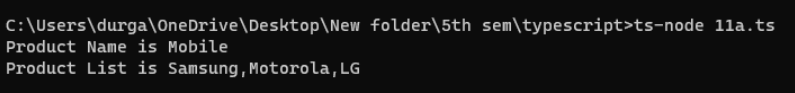 C:\Users\durga\OneDrive\Desktop\New folder\5th sem\typescript>ts-node 11a.ts
Product Name is Mobile
Product List is Samsung,Motorola,LG